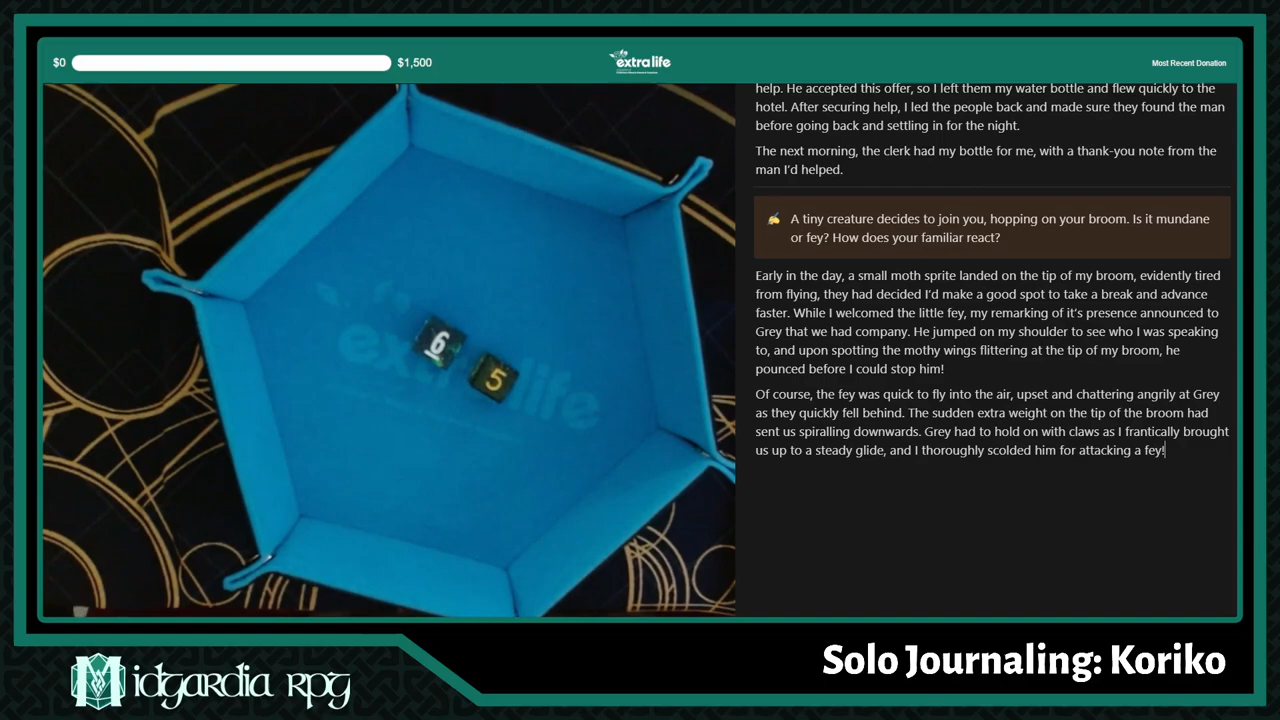 $0
$1,500
extralife
Most Recent Donation
help. He accepted this offer, so I left them my water bottle and flew quickly to the
hotel. After securing help, I led the people back and made sure they found the man
before going back and settling in for the night.
The next morning, the clerk had my bottle for me, with a thank-you note from the
man I'd helped.
A tiny creature decides to join you, hopping on your broom. Is it mundane
or fey? How does your familiar react?
Early in the day, a small moth sprite landed on the tip of my broom, evidently tired
from flying, they had decided I'd make a good spot to take a break and advance
faster. While I welcomed the little fey, my remarking of it's presence announced to
Grey that we had company. He jumped on my shoulder to see who I was speaking
to, and upon spotting the mothy wings flittering at the tip of my broom, he
pounced before I could stop him!
Of course, the fey was quick to fly into the air, upset and chattering angrily at Grey
as they quickly fell behind. The sudden extra weight on the tip of the broom had
sent us spiralling downwards. Grey had to hold on with claws as I frantically brought
us up to a steady glide, and I thoroughly scolded him for attacking a fey!
6
5
extra life
Solo Journaling: Koriko
Midgardia RPG